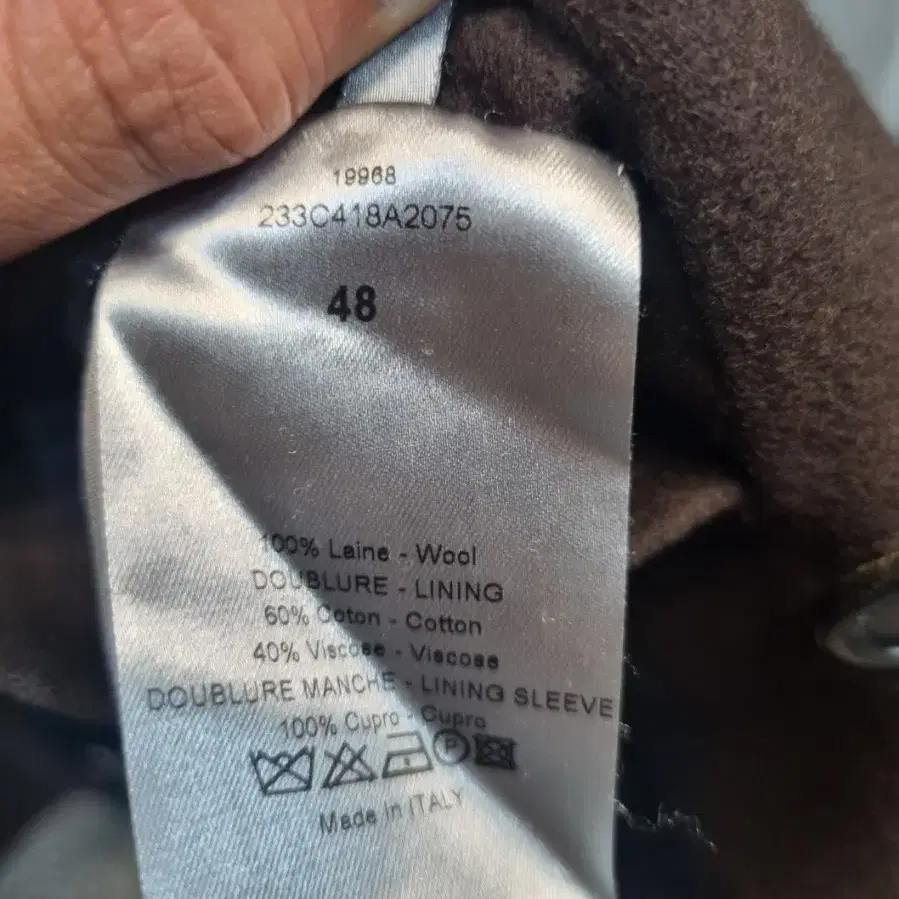 19968
233C418A2075
48
100% Laine - Wool
DOUBLURE - LINING
60% Coton - Cotton
40% Viscose - Viscose
DOUBLURE MANCHE - LINING SLEEVE
100% Cupro - Cupro
P
Made in ITALY